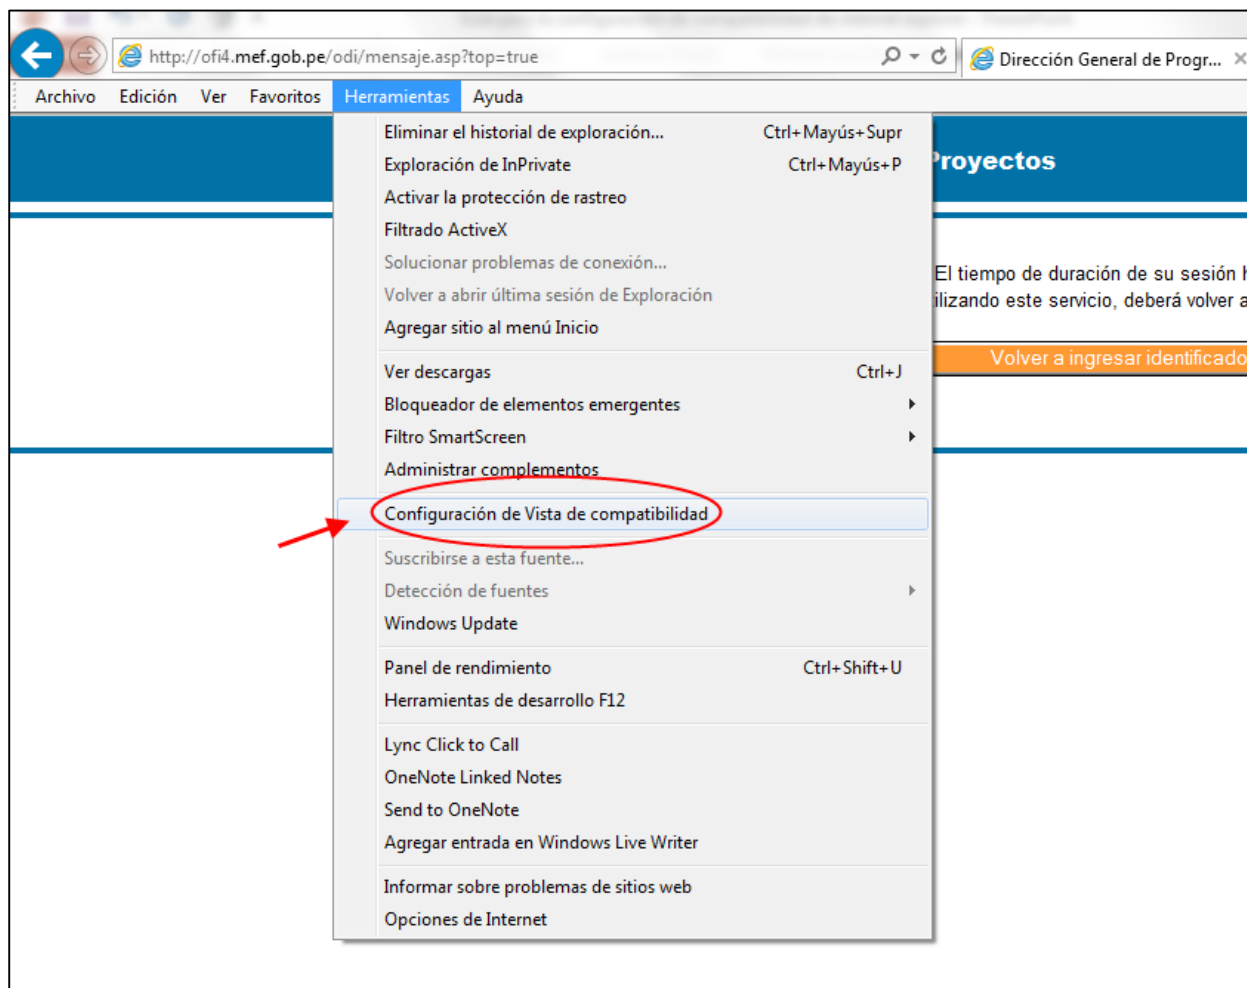 http://ofi4.mef.gob.pe/odi/mensaje.asp?top=true
Dirección General de Progr...
Archivo Edición Ver Favoritos Herramientas Ayuda
Proyectos
Eliminar el historial de exploración... Ctrl+Mayús+Supr
Exploración de InPrivate Ctrl+Mayús+P
Activar la protección de rastreo
Filtrado ActiveX
Solucionar problemas de conexión...
Volver a abrir última sesión de Exploración
Agregar sitio al menú Inicio
El tiempo de duración de su sesión
ilizando este servicio, deberá volver a
Volver a ingresar identificado
Ver descargas Ctrl+J
Bloqueador de elementos emergentes
Filtro SmartScreen
Administrar complementos
Configuración de Vista de compatibilidad
Suscribirse a esta fuente...
Detección de fuentes
Windows Update
Panel de rendimiento Ctrl+Shift+U
Herramientas de desarrollo F12
Lync Click to Call
OneNote Linked Notes
Send to OneNote
Agregar entrada en Windows Live Writer
Informar sobre problemas de sitios web
Opciones de Internet